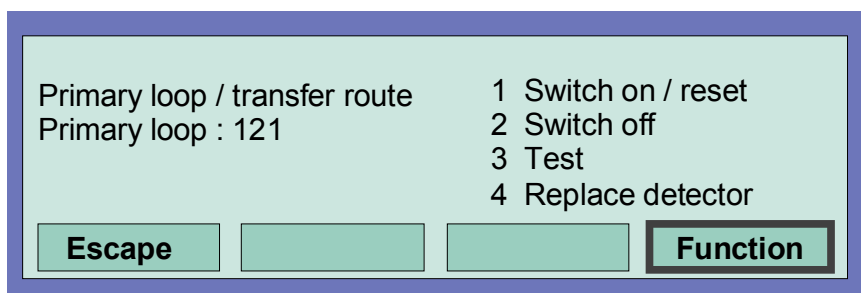 Primary loop / transfer route
Primary loop : 121
1 Switch on / reset
2 Switch off
3 Test
4 Replace detector
Escape
Function